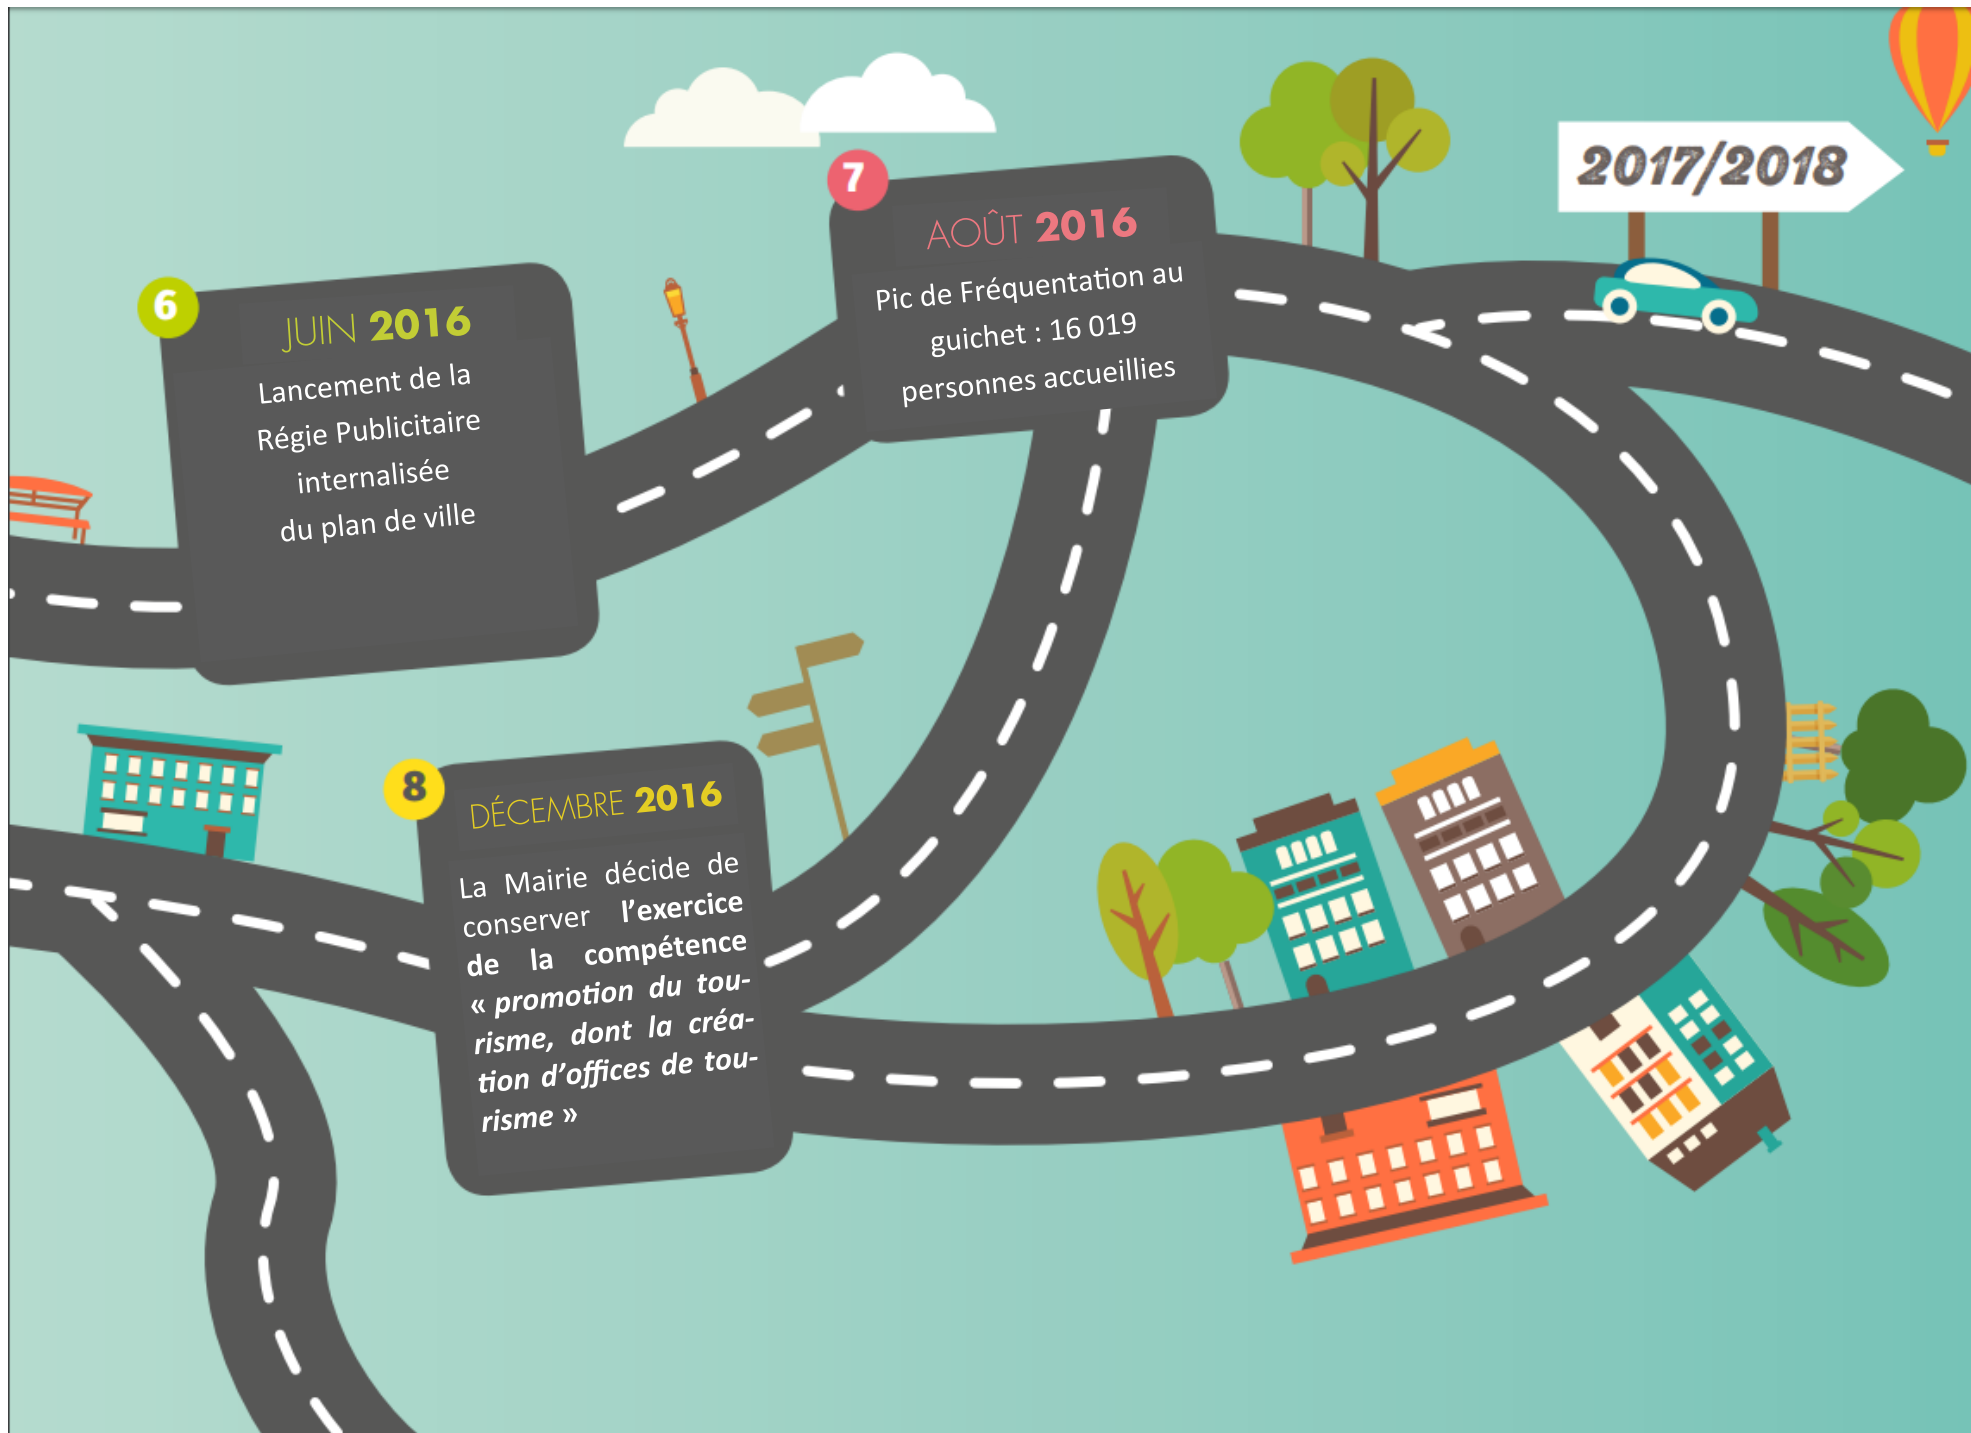 6
JUIN 2016
Lancement de la
Régie Publicitaire
internalisée
du plan de ville
7
AOÛT 2016
Pic de Fréquentation au
guichet : 16 019
personnes accueillies
2017/2018
8
DÉCEMBRE 2016
La Mairie décide de
conserver l’exercice
de la compétence
« promotion du tou-
risme, dont la créa-
tion d’offices de tou-
risme »